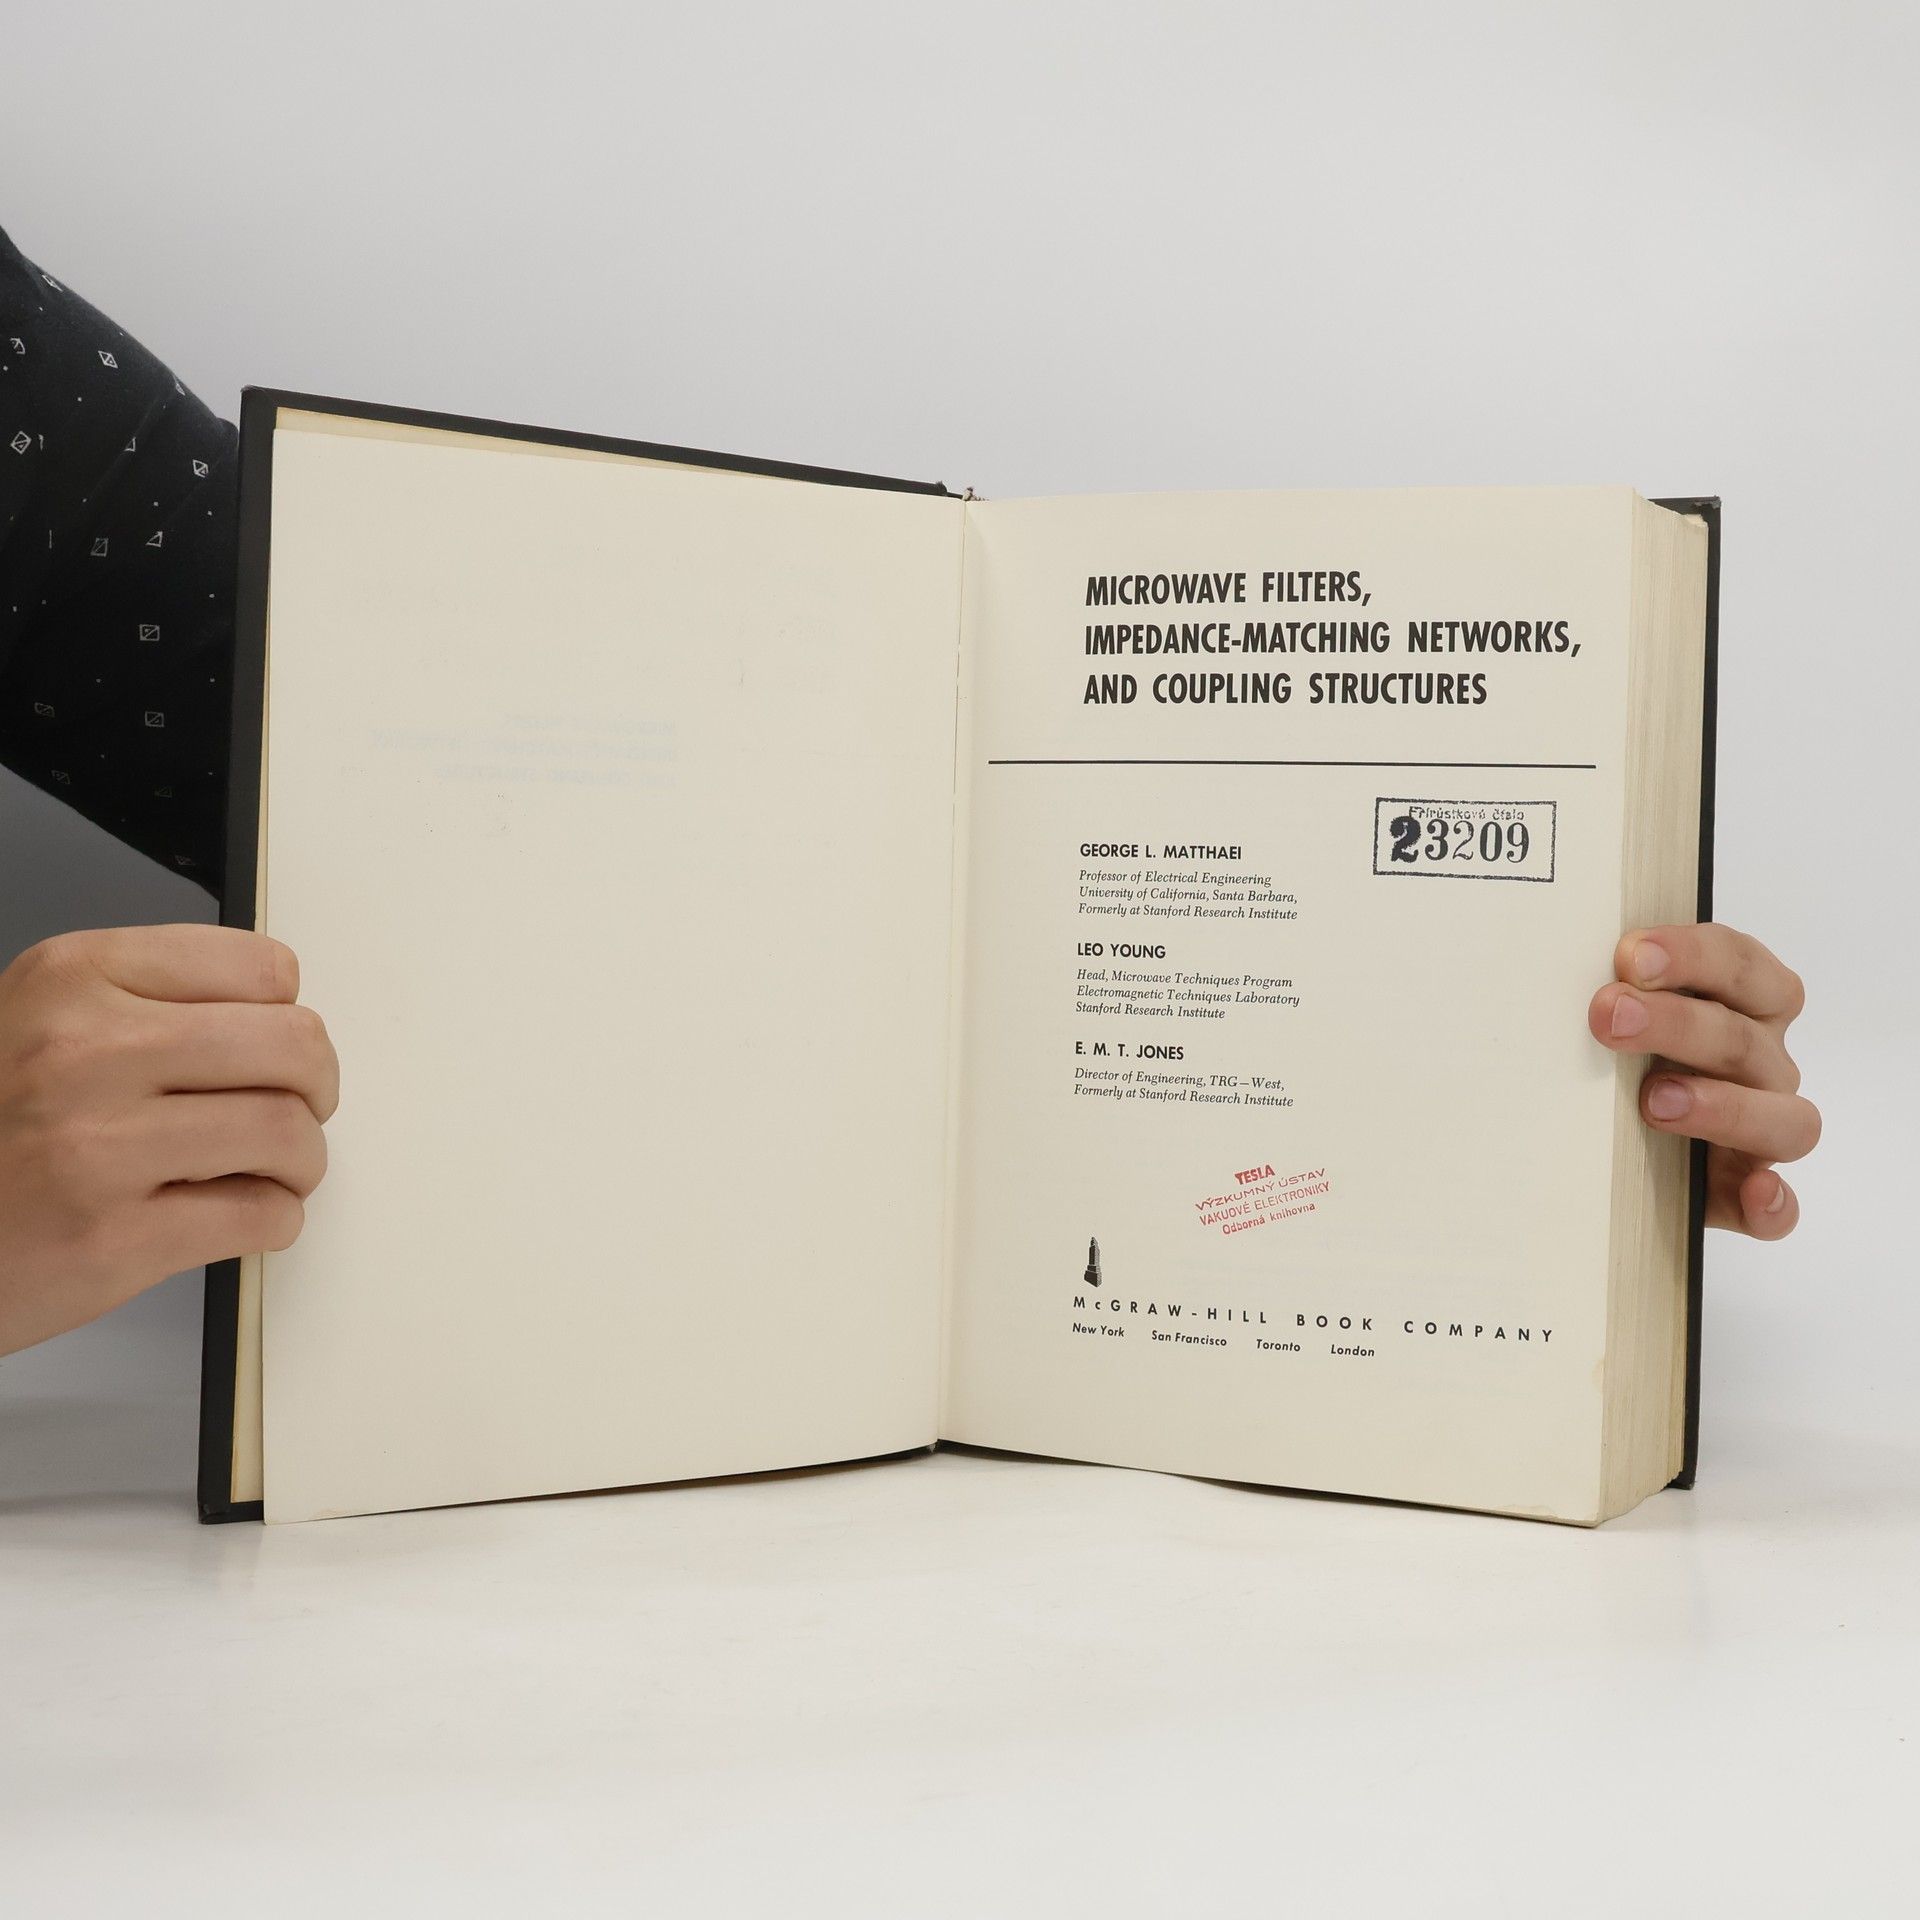 MICROWAVE FILTERS,
IMPEDANCE-MATCHING NETWORKS,
AND COUPLING STRUCTURES
Přírůstkové číslo
23209
GEORGE L. MATTHAEI
Professor of Electrical Engineering
University of California, Santa Barbara,
Formerly at Stanford Research Institute
LEO YOUNG
Head, Microwave Techniques Program
Electromagnetic Techniques Laboratory
Stanford Research Institute
E. M. T. JONES
Director of Engineering, TRG—West,
Formerly at Stanford Research Institute
TESLA
VÝZKUMNÝ ÚSTAV
VAKUOVÉ ELEKTRONIKY
Odborná knihovna
McGRAW-HILL BOOK COMPANY
New York San Francisco Toronto London